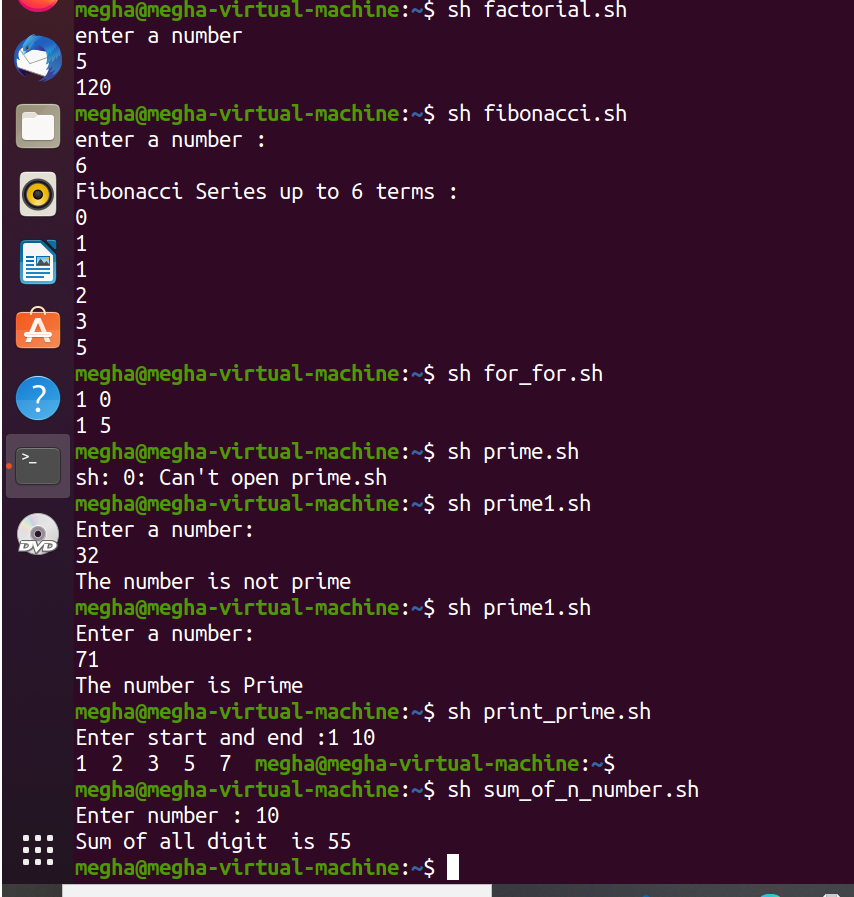 megha@megha-virtual-machine:~$ sh factorial.sh
enter a number
5
120
megha@megha-virtual-machine:~$ sh fibonacci.sh
enter a number :
6
Fibonacci Series up to 6 terms :
0
1
1
2
3
5
megha@megha-virtual-machine:~$ sh for_for.sh
1 0
1 5
megha@megha-virtual-machine:~$ sh prime.sh
sh: 0: Can't open prime.sh
megha@megha-virtual-machine:~$ sh prime1.sh
Enter a number:
32
The number is not prime
megha@megha-virtual-machine:~$ sh prime1.sh
Enter a number:
71
The number is Prime
megha@megha-virtual-machine:~$ sh print_prime.sh
Enter start and end :1 10
1  2  3  5  7  megha@megha-virtual-machine:~$
megha@megha-virtual-machine:~$ sh sum_of_n_number.sh
Enter number : 10
Sum of all digit  is 55
megha@megha-virtual-machine:~$
?
>_
DVD